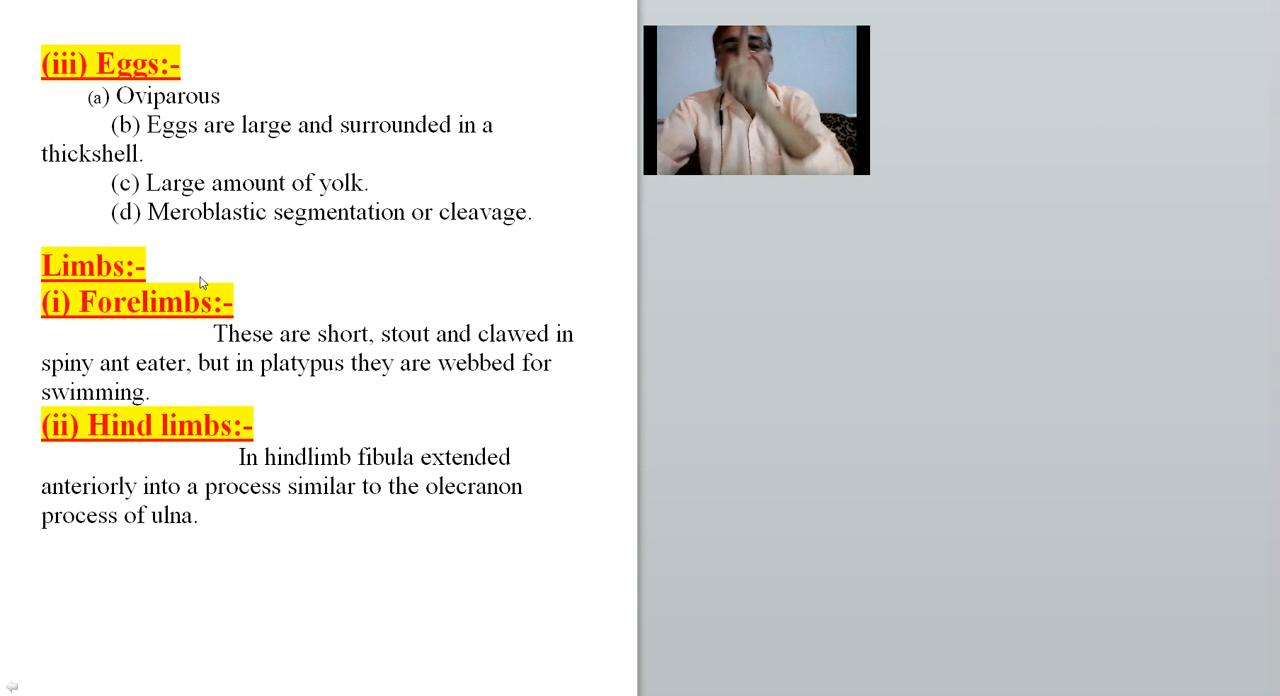 (iii) Eggs:-
(a) Oviparous
(b) Eggs are large and surrounded in a
thickshell.
(c) Large amount of yolk.
(d) Meroblastic segmentation or cleavage.
Limbs:-
(i) Forelimbs:-
These are short, stout and clawed in
spiny ant eater, but in platypus they are webbed for
swimming.
(ii) Hind limbs:-
In hindlimb fibula extended
anteriorly into a process similar to the olecranon
process of ulna.